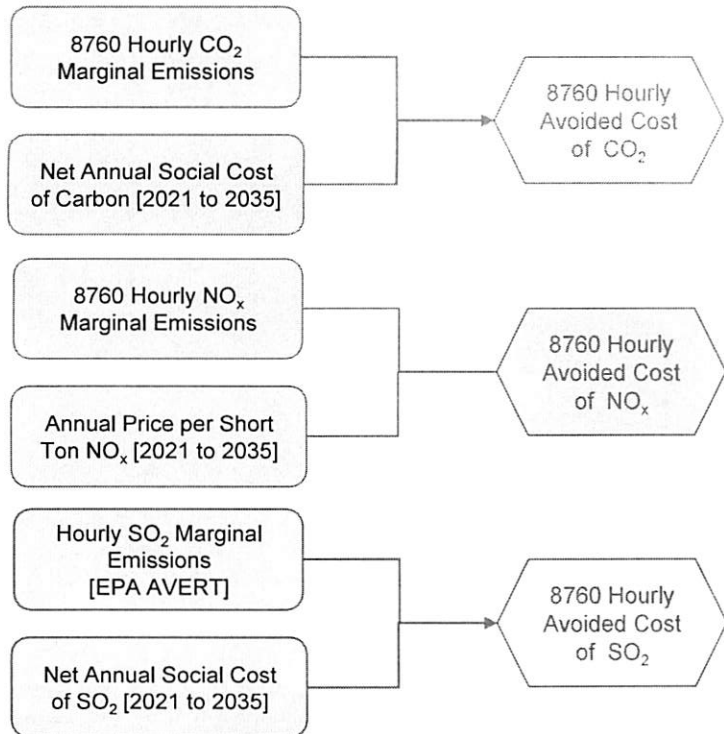 8760 Hourly CO₂
Marginal Emissions
8760 Hourly
Avoided Cost
of CO₂
Net Annual Social Cost
of Carbon [2021 to 2035]
8760 Hourly NOₓ
Marginal Emissions
8760 Hourly
Avoided Cost
of NOₓ
Annual Price per Short
Ton NOₓ [2021 to 2035]
Hourly SO₂ Marginal
Emissions
[EPA AVERT]
8760 Hourly
Avoided Cost
of SO₂
Net Annual Social Cost
of SO₂ [2021 to 2035]